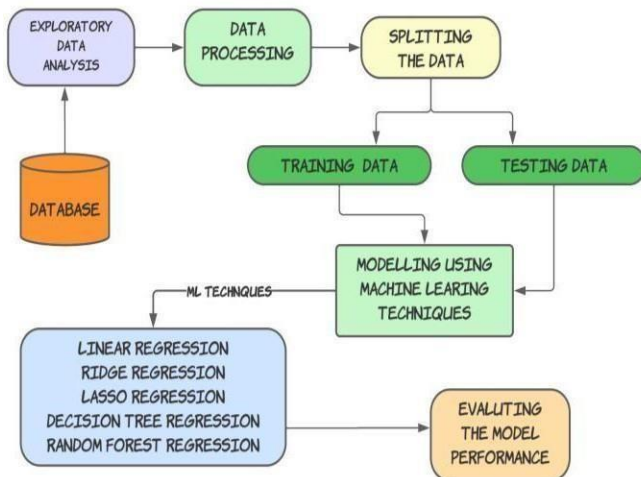 EXPLORATORY
DATA
ANALYSIS
DATA
PROCESSING
SPLITTING
THE DATA
DATABASE
TRAINING DATA
TESTING DATA
MODELLING USING
MACHINE LEARING
TECHNIQUES
ML TECHNQUES
LINEAR REGRESSION
RIDGE REGRESSION
LASSO REGRESSION
DECISION TREE REGRESSION
RANDOM FOREST REGRESSION
EVALUTING
THE MODEL
PERFORMANCE